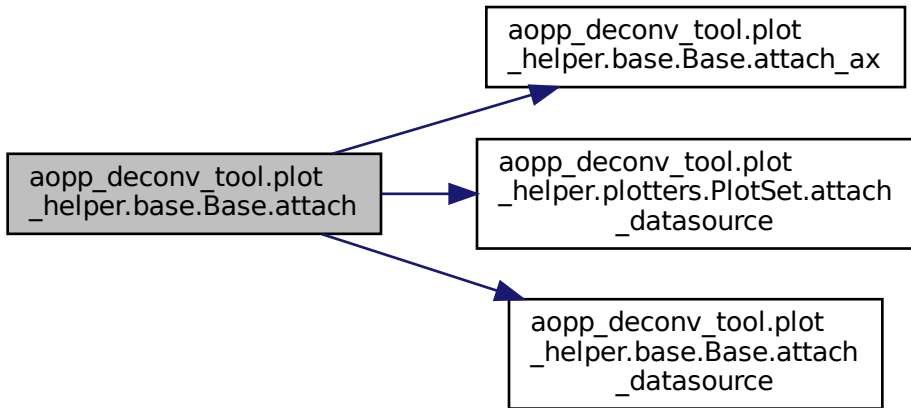 aopp_deconv_tool.plot
_helper.base.Base.attach
aopp_deconv_tool.plot
_helper.base.Base.attach_ax
aopp_deconv_tool.plot
_helper.plotters.PlotSet.attach
_datasource
aopp_deconv_tool.plot
_helper.base.Base.attach
_datasource